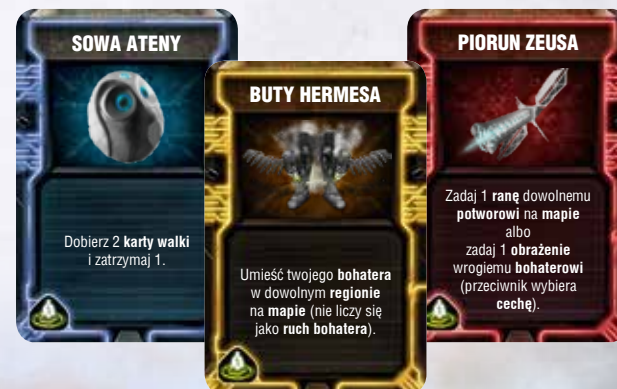 SOWA ATENY
Dobierz 2 karty walki
i zatrzymaj 1.
BUTY HERMESA
Umieść twojego bohatera
w dowolnym regionie
na mapie (nie liczy się
jako ruch bohatera).
PIORUN ZEUSA
Zadaj 1 ranę dowolnemu
potworowi na mapie
albo
zadaj 1 obrażenie
wrogiemu bohaterowi
(przeciwnik wybiera
cechę).